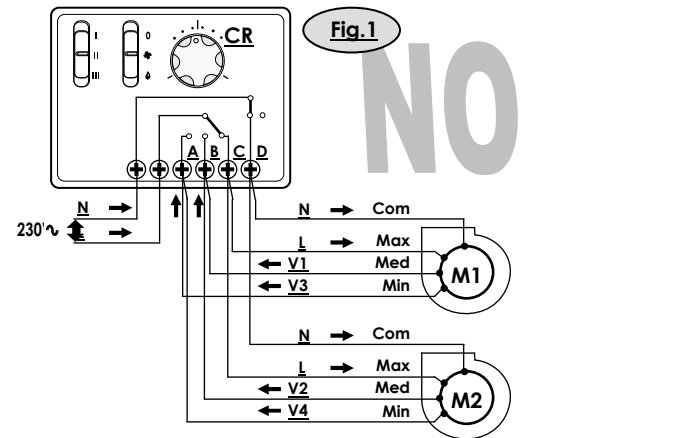 Fig.1
NO
I
II
III
0
CR
A B C D
N
230'~
N Com
L Max
V1 Med
V3 Min
M1
N Com
L Max
V2 Med
V4 Min
M2